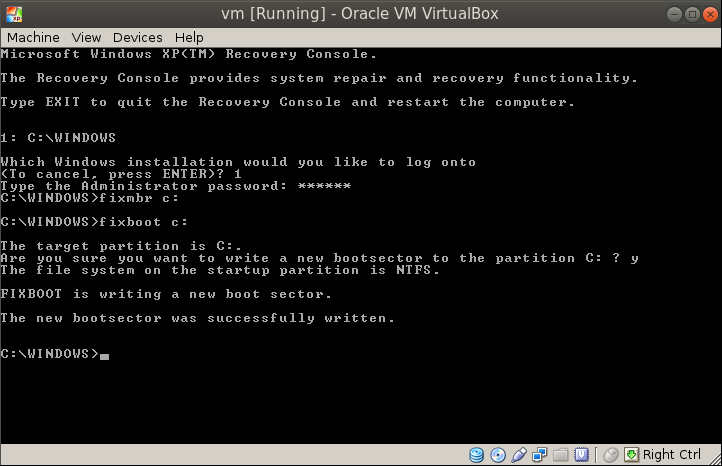 vm [Running] - Oracle VM VirtualBox
Machine View Devices Help
Microsoft Windows XP(TM) Recovery Console.
The Recovery Console provides system repair and recovery functionality.
Type EXIT to quit the Recovery Console and restart the computer.
1: C:\WINDOWS
Which Windows installation would you like to log onto
(To cancel, press ENTER)? 1
Type the Administrator password: ******
C:\WINDOWS>fixmbr c:
C:\WINDOWS>fixboot c:
The target partition is C:.
Are you sure you want to write a new bootsector to the partition C: ? y
The file system on the startup partition is NTFS.
FIXBOOT is writing a new boot sector.
The new bootsector was successfully written.
C:\WINDOWS>_
Right Ctrl